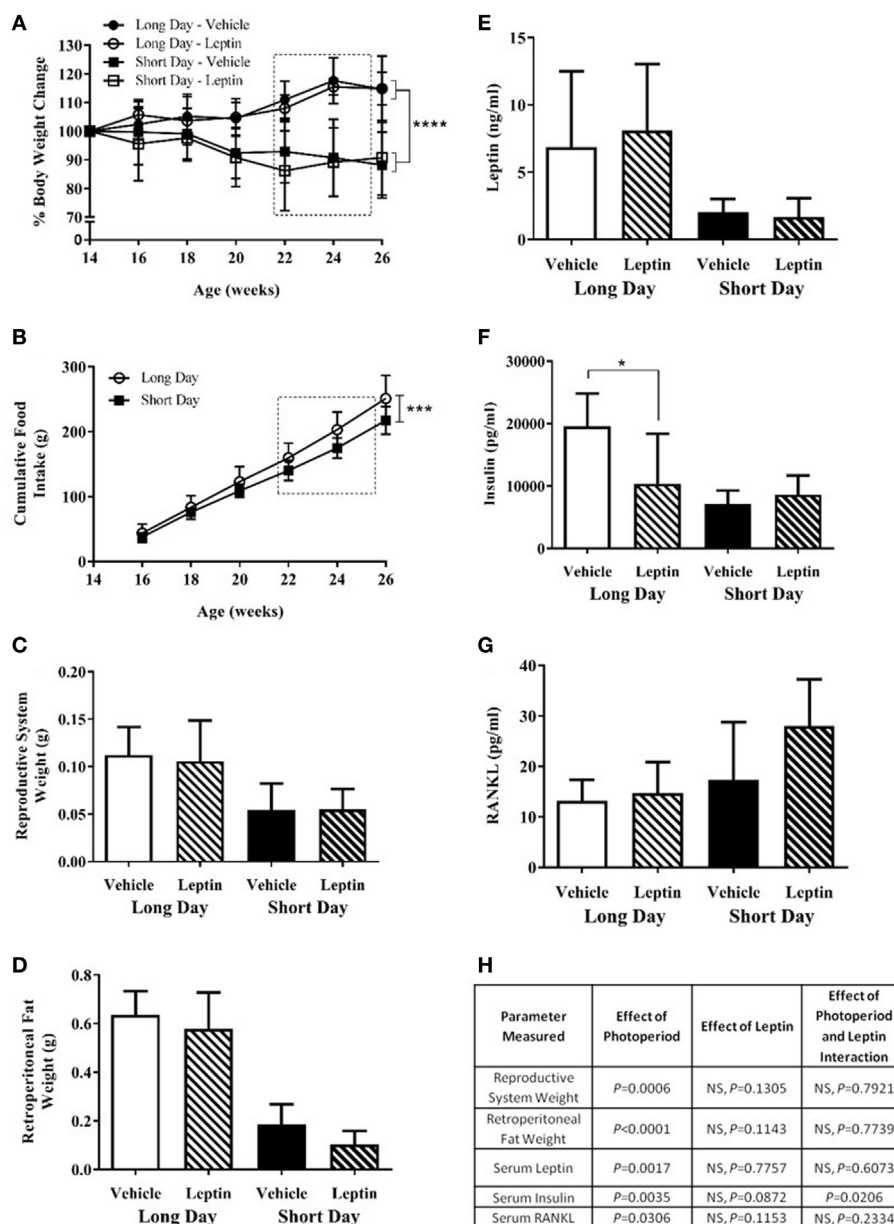 A
Long Day - Vehicle
Long Day - Leptin
Short Day - Vehicle
Short Day - Leptin
% Body Weight Change
130
120
110
100
90
80
70
0
****
14 16 18 20 22 24 26
Age (weeks)
B
Long Day
Short Day
Cumulative Food
Intake (g)
300
200
100
0
***
14 16 18 20 22 24 26
Age (weeks)
C
Reproductive System
Weight (g)
0.20
0.15
0.10
0.05
0.00
Vehicle Leptin Vehicle Leptin
Long Day Short Day
D
Retroperitoneal Fat
Weight (g)
0.8
0.6
0.4
0.2
0.0
Vehicle Leptin Vehicle Leptin
Long Day Short Day
E
Leptin (ng/ml)
15
10
5
0
Vehicle Leptin Vehicle Leptin
Long Day Short Day
F
Insulin (pg/ml)
30000
20000
10000
0
*
Vehicle Leptin Vehicle Leptin
Long Day Short Day
G
RANKL (pg/ml)
40
30
20
10
0
Vehicle Leptin Vehicle Leptin
Long Day Short Day
H
Parameter
Measured
Effect of
Photoperiod
Effect of Leptin
Effect of
Photoperiod
and Leptin
Interaction
Reproductive
System Weight
P=0.0006
NS, P=0.1305
NS, P=0.7921
Retroperitoneal
Fat Weight
P<0.0001
NS, P=0.1143
NS, P=0.7739
Serum Leptin
P=0.0017
NS, P=0.7757
NS, P=0.6073
Serum Insulin
P=0.0035
NS, P=0.0872
P=0.0206
Serum RANKL
P=0.0306
NS, P=0.1153
NS, P=0.2334